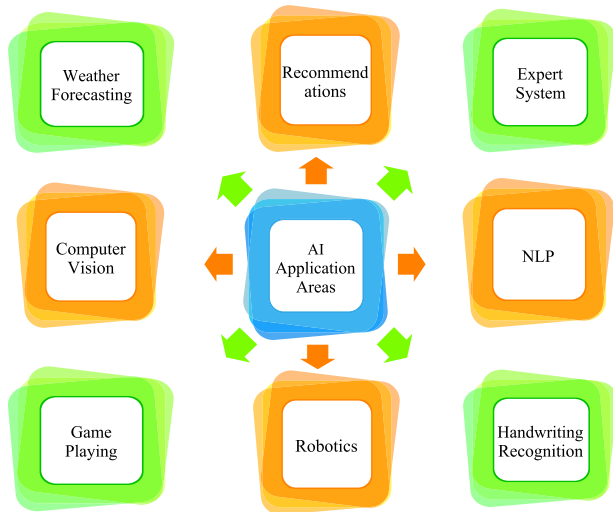 Weather
Forecasting
Recommend
ations
Expert
System
Computer
Vision
AI
Application
Areas
NLP
Game
Playing
Robotics
Handwriting
Recognition